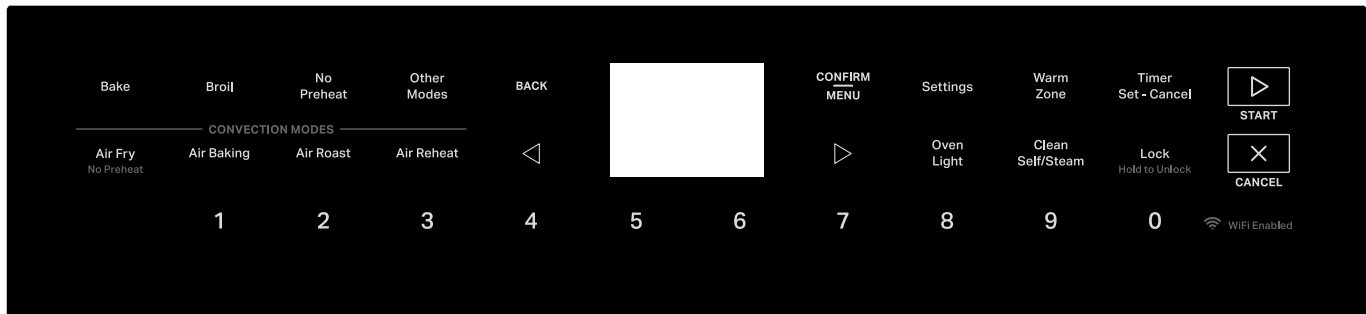 Bake
Broil
No
Preheat
Other
Modes
BACK
CONFIRM
MENU
Settings
Warm
Zone
Timer
Set - Cancel
START
CONVECTION MODES
Air Fry
No Preheat
Air Baking
Air Roast
Air Reheat
Oven
Light
Clean
Self/Steam
Lock
Hold to Unlock
CANCEL
1 2 3 4 5 6 7 8 9 0
WiFi Enabled